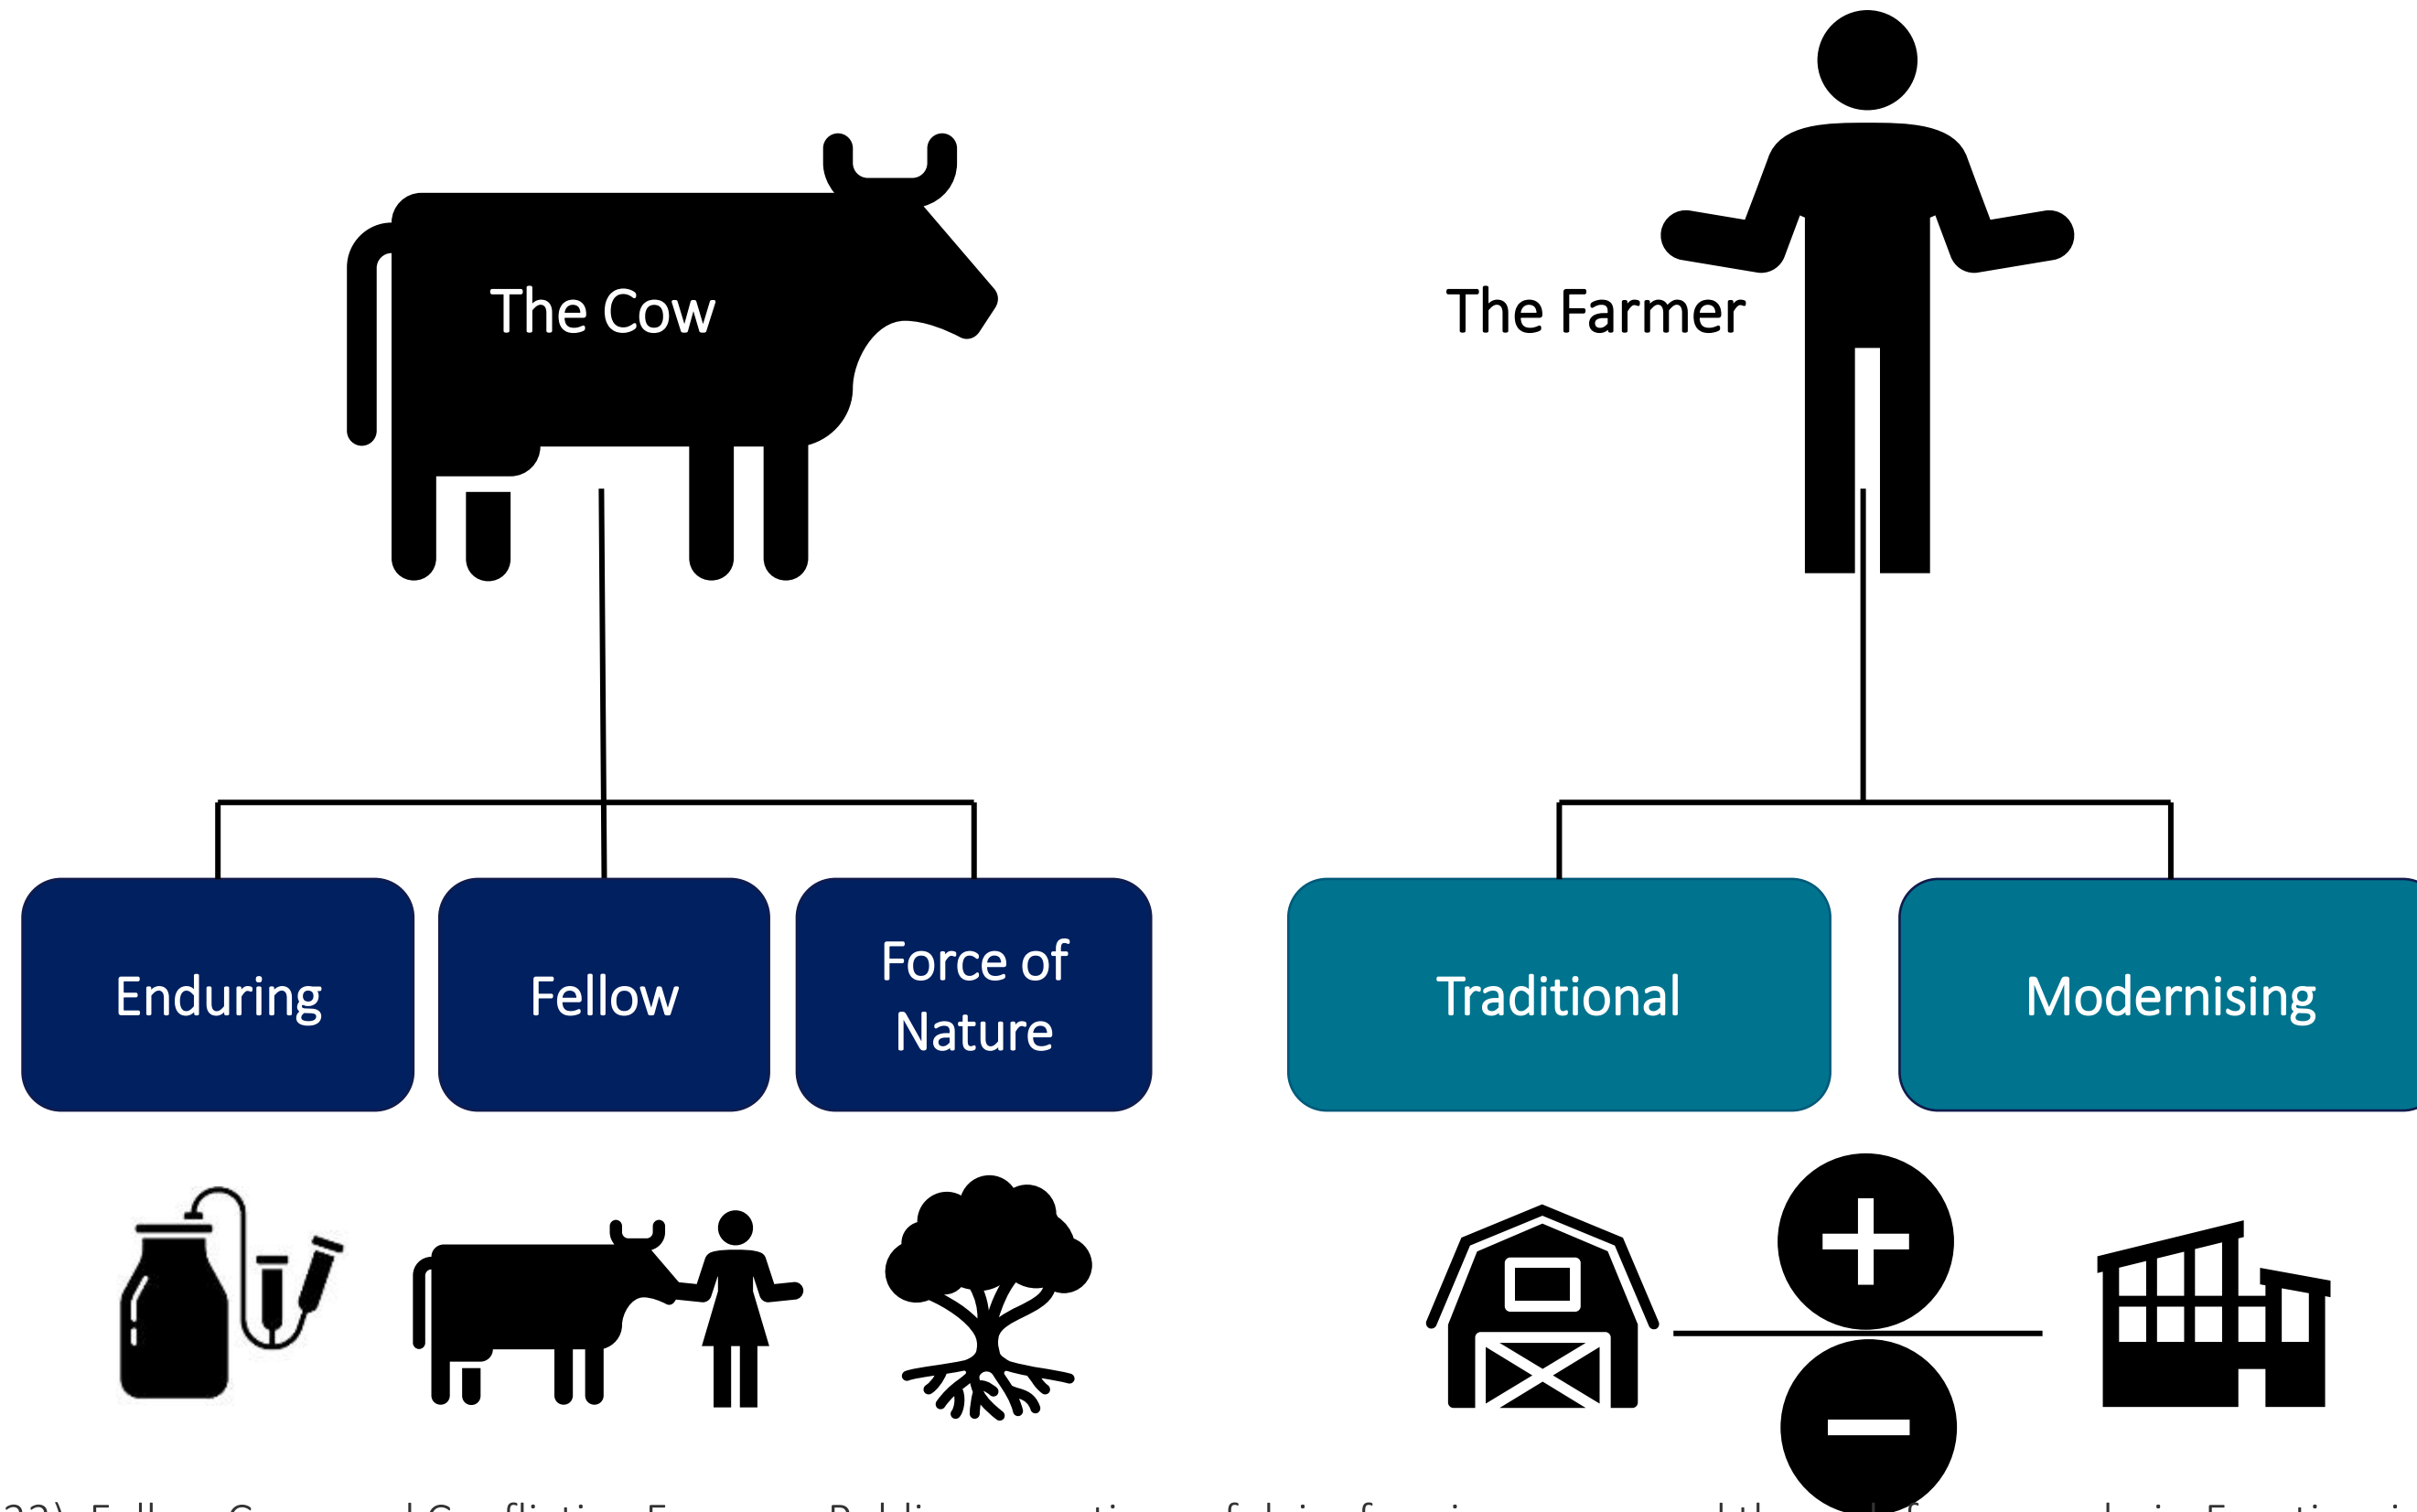 The Cow
The Farmer
Enduring
Fellow
Force of
Nature
Traditional
Modernising